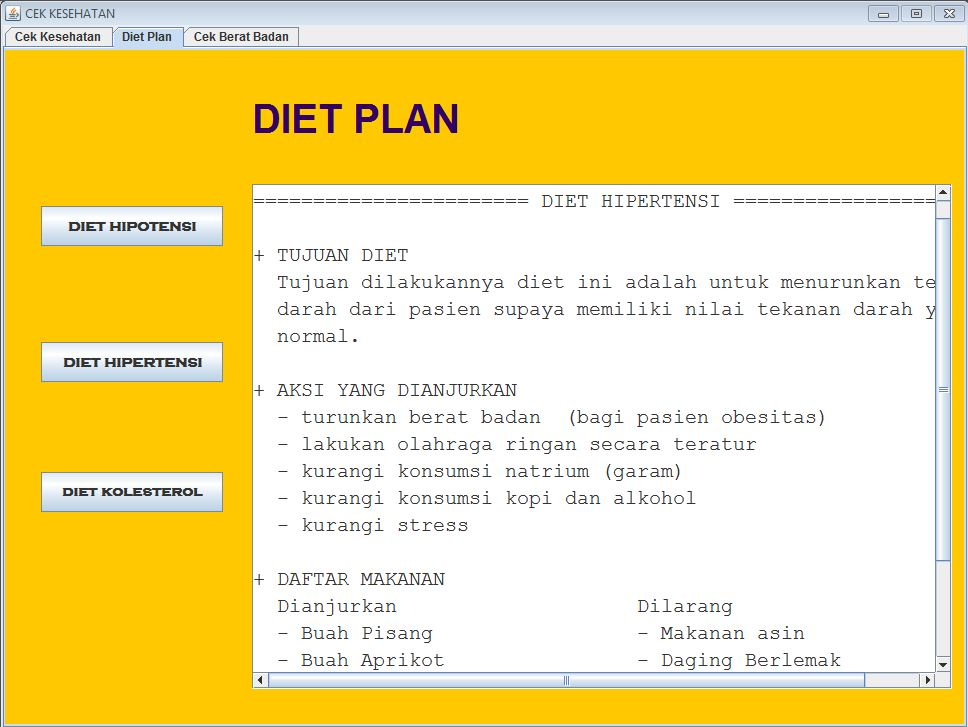 CEK KESEHATAN
Cek Kesehatan Diet Plan Cek Berat Badan
DIET PLAN
DIET HIPOTENSI
DIET HIPERTENSI
DIET KOLESTEROL
======================= DIET HIPERTENSI =================
+ TUJUAN DIET
Tujuan dilakukannya diet ini adalah untuk menurunkan te
darah dari pasien supaya memiliki nilai tekanan darah y
normal.
+ AKSI YANG DIANJURKAN
- turunkan berat badan (bagi pasien obesitas)
- lakukan olahraga ringan secara teratur
- kurangi konsumsi natrium (garam)
- kurangi konsumsi kopi dan alkohol
- kurangi stress
+ DAFTAR MAKANAN
Dianjurkan Dilarang
- Buah Pisang - Makanan asin
- Buah Aprikot - Daging Berlemak